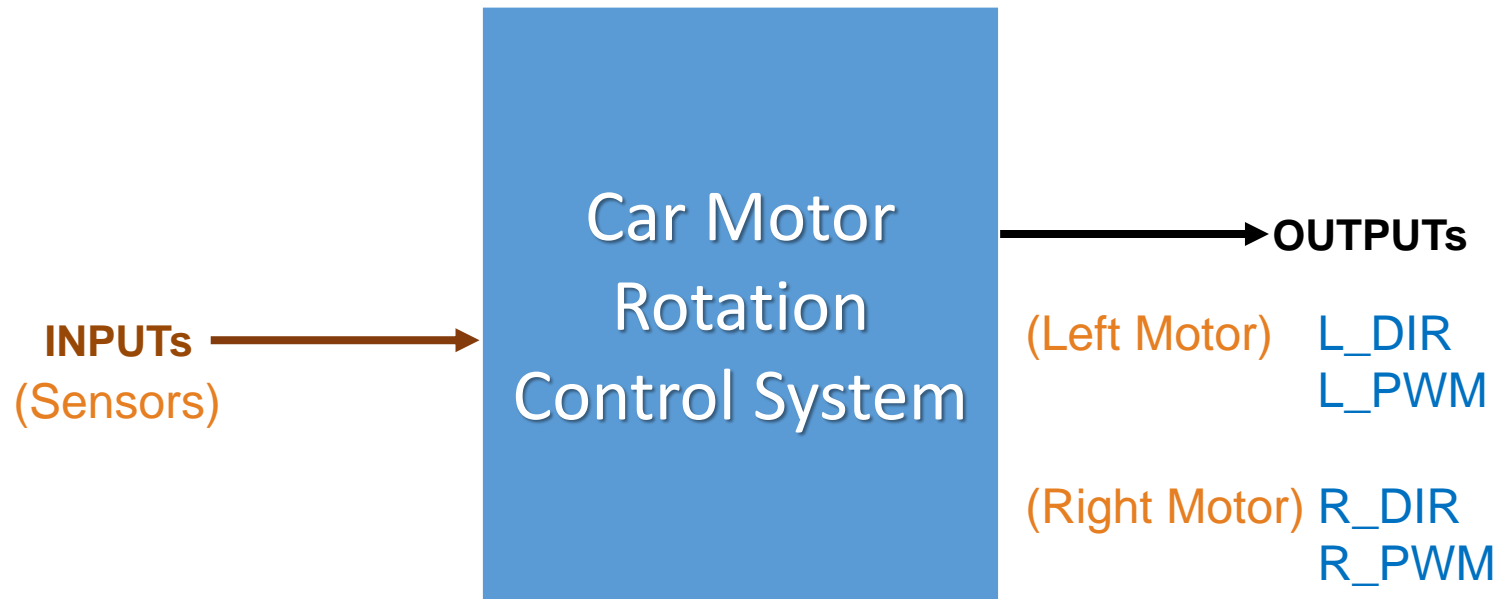 INPUTs
(Sensors)
Car Motor
Rotation
Control System
OUTPUTs
(Left Motor) L_DIR
L_PWM
(Right Motor) R_DIR
R_PWM